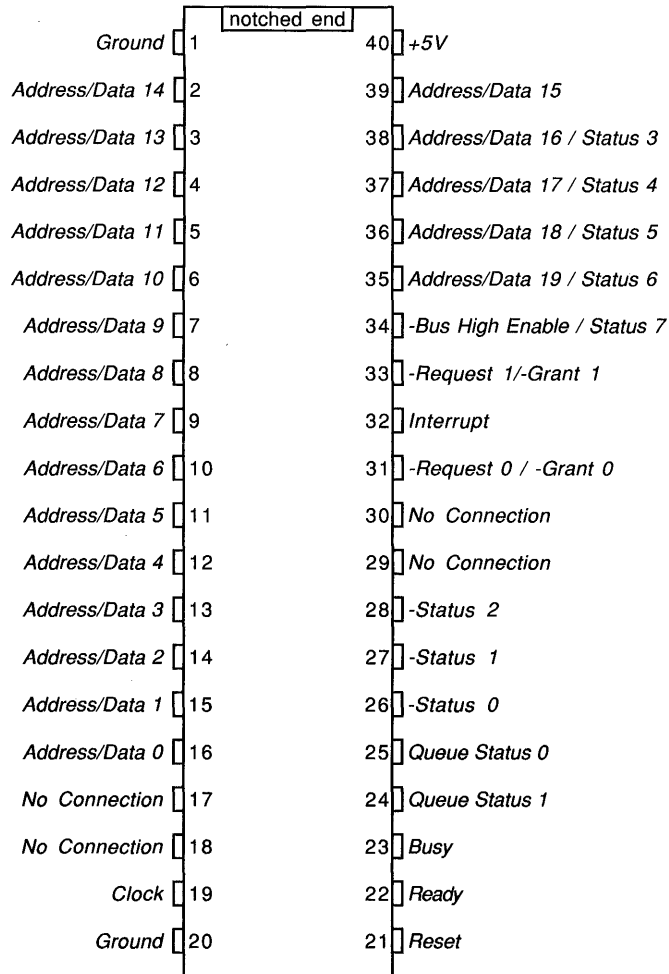 notched end
Ground 1 40 +5V
Address/Data 14 2 39 Address/Data 15
Address/Data 13 3 38 Address/Data 16 / Status 3
Address/Data 12 4 37 Address/Data 17 / Status 4
Address/Data 11 5 36 Address/Data 18 / Status 5
Address/Data 10 6 35 Address/Data 19 / Status 6
Address/Data 9 7 34 -Bus High Enable / Status 7
Address/Data 8 8 33 -Request 1/-Grant 1
Address/Data 7 9 32 Interrupt
Address/Data 6 10 31 -Request 0 / -Grant 0
Address/Data 5 11 30 No Connection
Address/Data 4 12 29 No Connection
Address/Data 3 13 28 -Status 2
Address/Data 2 14 27 -Status 1
Address/Data 1 15 26 -Status 0
Address/Data 0 16 25 Queue Status 0
No Connection 17 24 Queue Status 1
No Connection 18 23 Busy
Clock 19 22 Ready
Ground 20 21 Reset